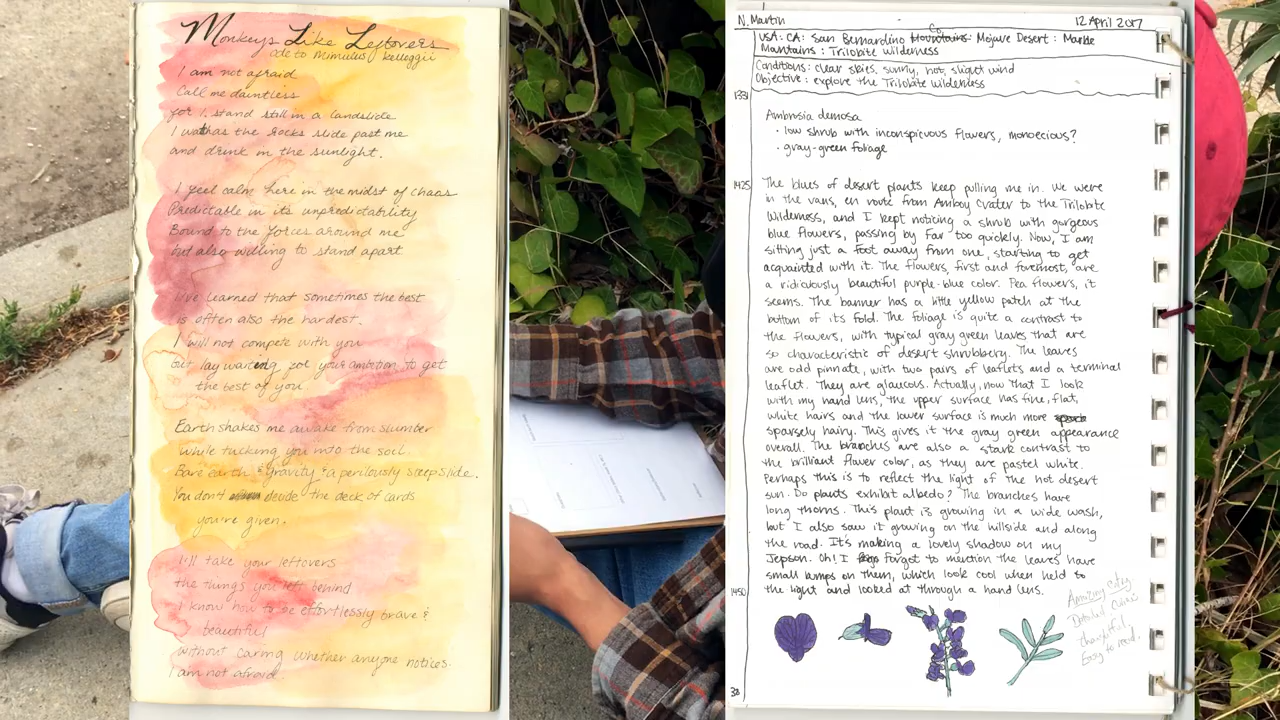 Monkeys Like Leftovers
ode to Mimulus kelloggii
I am not afraid
Call me dauntless
for I stand still in a landslide
I watch as the rocks slide past me
and drink in the sunlight.
I feel calm here in the midst of chaos
Predictable in its unpredictability
Bound to the forces around me
but also willing to stand apart
I've learned that sometimes the best
is often also the hardest.
I will not compete with you
but lay waiting for your ambition to get
the best of you
Earth shakes me awake from slumber
while tucking you into the soil.
Bare earth & gravity & a perilously steep slide.
You don't decide the deck of cards
you're given.
I'll take your leftovers
the things you left behind
I know how to be effortlessly brave &
beautiful
without caring whether anyone notices.
I am not afraid.
N. Martin
12 April 2017
USA: CA: San Bernardino Co: Mojave Desert: Marble
Mountains: Trilobite wilderness
Conditions: clear skies, sunny, hot, slight wind
Objective: explore the Trilobite wilderness
1331
Ambrosia dumosa
• low shrub with inconspicuous flowers, monoecious?
• gray-green foliage
1425
The blues of desert plants keep pulling me in. We were
in the vans, en route from Amboy Crater to the Trilobite
Wilderness, and I kept noticing a shrub with gorgeous
blue flowers, passing by far too quickly. Now, I am
sitting just a foot away from one, starting to get
acquainted with it. The flowers, first and foremost, are
a ridiculously beautiful purple-blue color. Pea flowers, it
seems. The banner has a little yellow patch at the
bottom of its fold. The foliage is quite a contrast to
the flowers, with typical gray green leaves that are
so characteristic of desert shrubbery. The leaves
are odd pinnate, with two pairs of leaflets and a terminal
leaflet. They are glaucous. Actually, now that I look
with my hand lens, the upper surface has fine, flat,
white hairs and the lower surface is much more
sparsely hairy. This gives it the gray green appearance
overall. The branches are also a stark contrast to
the brilliant flower color, as they are pastel white.
Perhaps this is to reflect the light of the hot desert
sun. Do plants exhibit albedo? The branches have
long thorns. This plant is growing in a wide wash,
but I also saw it growing on the hillside and along
the road. It's making a lovely shadow on my
Jepson. Oh! I forgot to mention the leaves have
small bumps on them, which look cool when held to
1450
the light and looked at through a hand lens.
Amazing
Detailed
thoughtful
Easy to read.
38